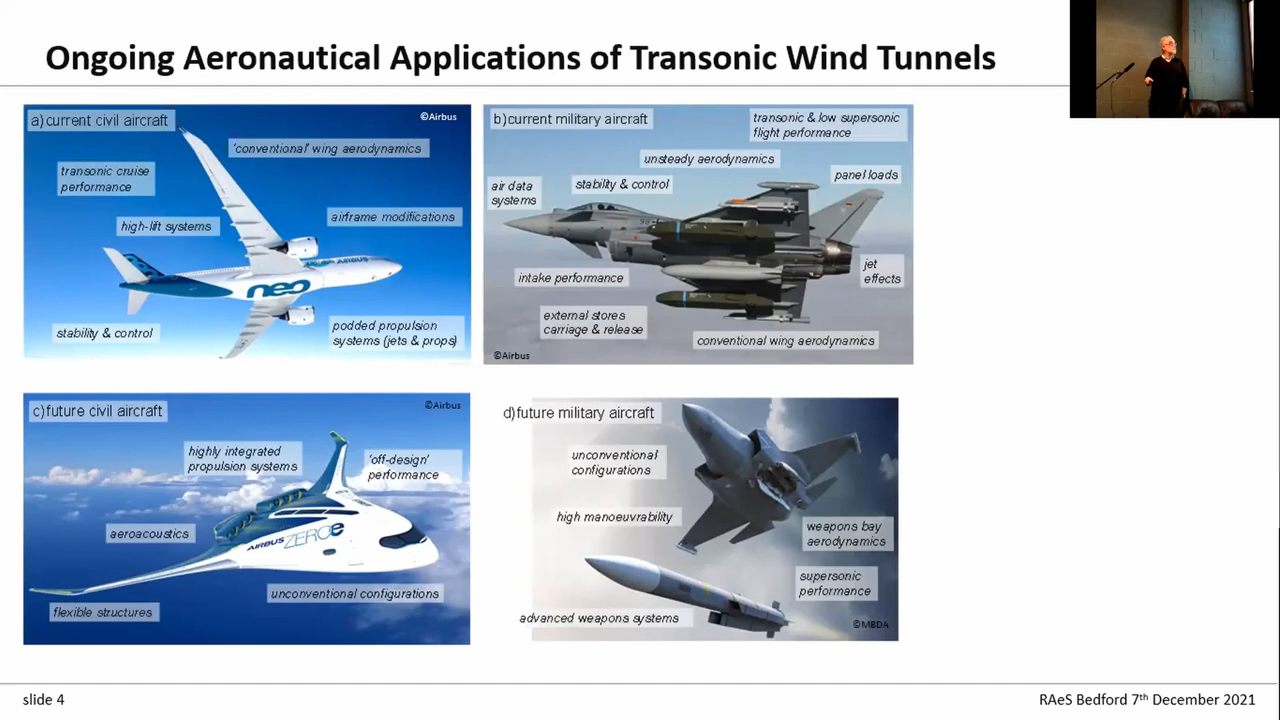 Ongoing Aeronautical Applications of Transonic Wind Tunnels
a) current civil aircraft
©Airbus
'conventional' wing aerodynamics
transonic cruise
performance
high-lift systems
airframe modifications
AIRBUS
neo
stability & control
podded propulsion
systems (jets & props)
b) current military aircraft
transonic & low supersonic
flight performance
unsteady aerodynamics
air data
systems
stability & control
panel loads
intake performance
jet
effects
external stores
carriage & release
conventional wing aerodynamics
©Airbus
c) future civil aircraft
©Airbus
highly integrated
propulsion systems
'off-design'
performance
aeroacoustics
AIRBUS ZEROe
unconventional configurations
flexible structures
d) future military aircraft
unconventional
configurations
high manoeuvrability
weapons bay
aerodynamics
supersonic
performance
advanced weapons systems
©MBDA
slide 4
RAeS Bedford 7th December 2021